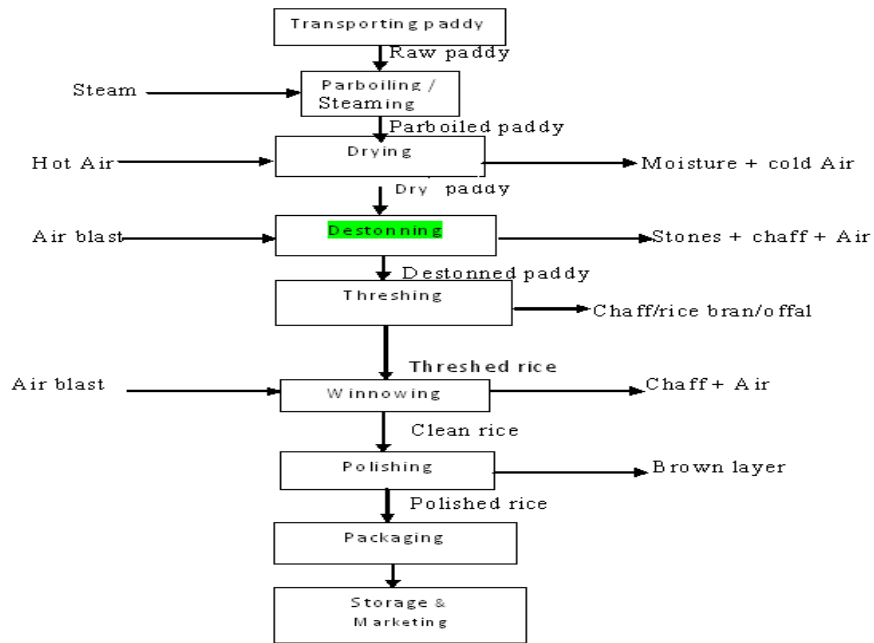 Transporting paddy
Raw paddy
Steam
Parboiling /
Steaming
Parboiled paddy
Hot Air
Drying
Moisture + cold Air
Dry paddy
Air blast
Destonning
Stones + chaff + Air
Destonned paddy
Threshing
Chaff/rice bran/offal
Threshed rice
Air blast
Winnowing
Chaff + Air
Clean rice
Polishing
Brown layer
Polished rice
Packaging
Storage &
Marketing